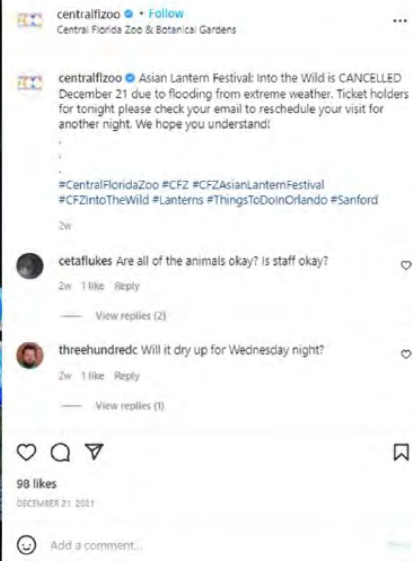 centralflzoo • Follow
Central Florida Zoo & Botanical Gardens
centralflzoo Asian Lantern Festival: Into the Wild is CANCELLED
December 21 due to flooding from extreme weather. Ticket holders
for tonight please check your email to reschedule your visit for
another night. We hope you understand!
.
.
.
#CentralFloridaZoo #CFZ #CFZAsianLanternFestival
#CFZIntoTheWild #Lanterns #ThingsToDoInOrlando #Sanford
2w
cetaflukes Are all of the animals okay? Is staff okay?
2w 1 like Reply
View replies (2)
threehundredc Will it dry up for Wednesday night?
2w 1 like Reply
View replies (1)
98 likes
DECEMBER 21 2021
Add a comment...